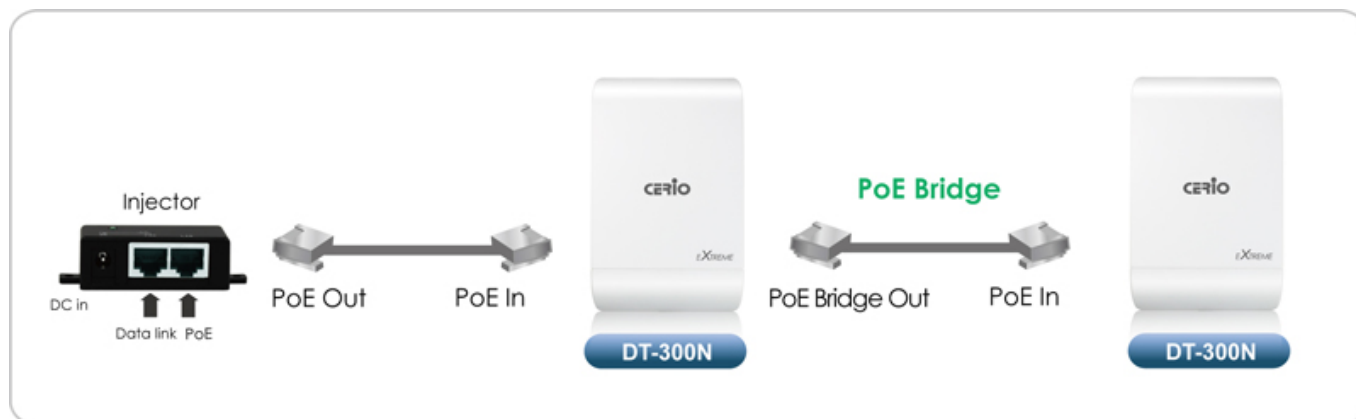 Injector
DC in
Data link PoE
PoE Out
PoE In
CERIO
eXTREME
DT-300N
PoE Bridge
PoE Bridge Out
PoE In
CERIO
eXTREME
DT-300N